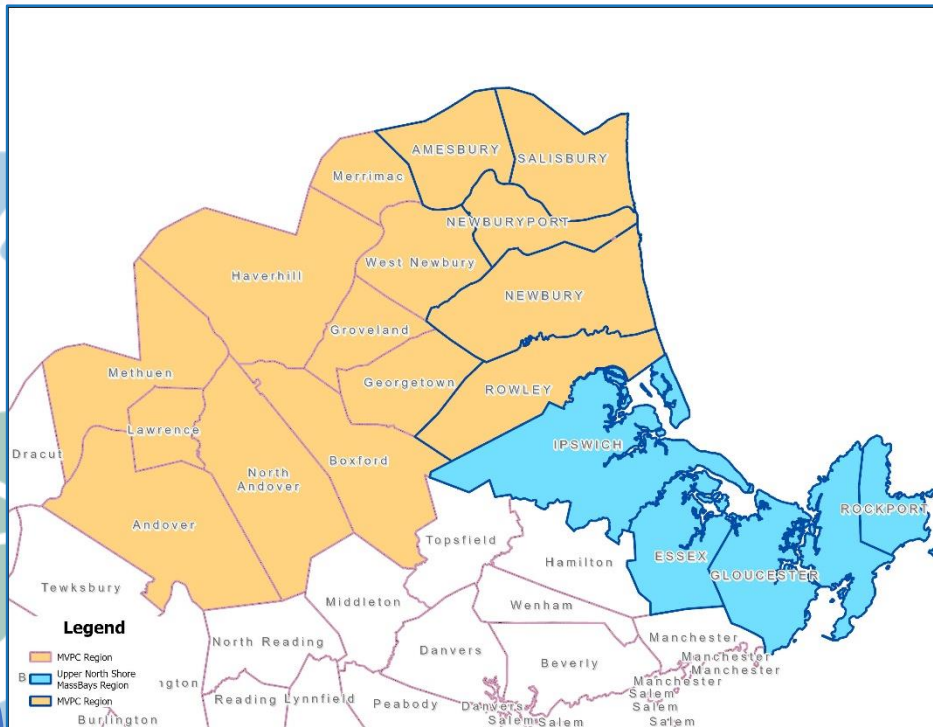 AMESBURY
SALISBURY
Merrimac
NEWBURYPORT
West Newbury
Haverhill
NEWBURY
Groveland
Methuen
Georgetown
ROWLEY
Lawrence
IPSWICH
Dracut
Boxford
North
Andover
ROCKPORT
Andover
Topsfield
ESSEX
Hamilton
GLOUCESTER
Tewksbury
Middleton
Wenham
Legend
North Reading
Danvers
Manchester
MVPC Region
Beverly
Manchester
Manchester
Upper North Shore
MassBays Region
Manchester
Reading
Lynnfield
Peabody
Danvers
Salem
Salem
Salem
MVPC Region
Salem
Salem
Salem
Burlington